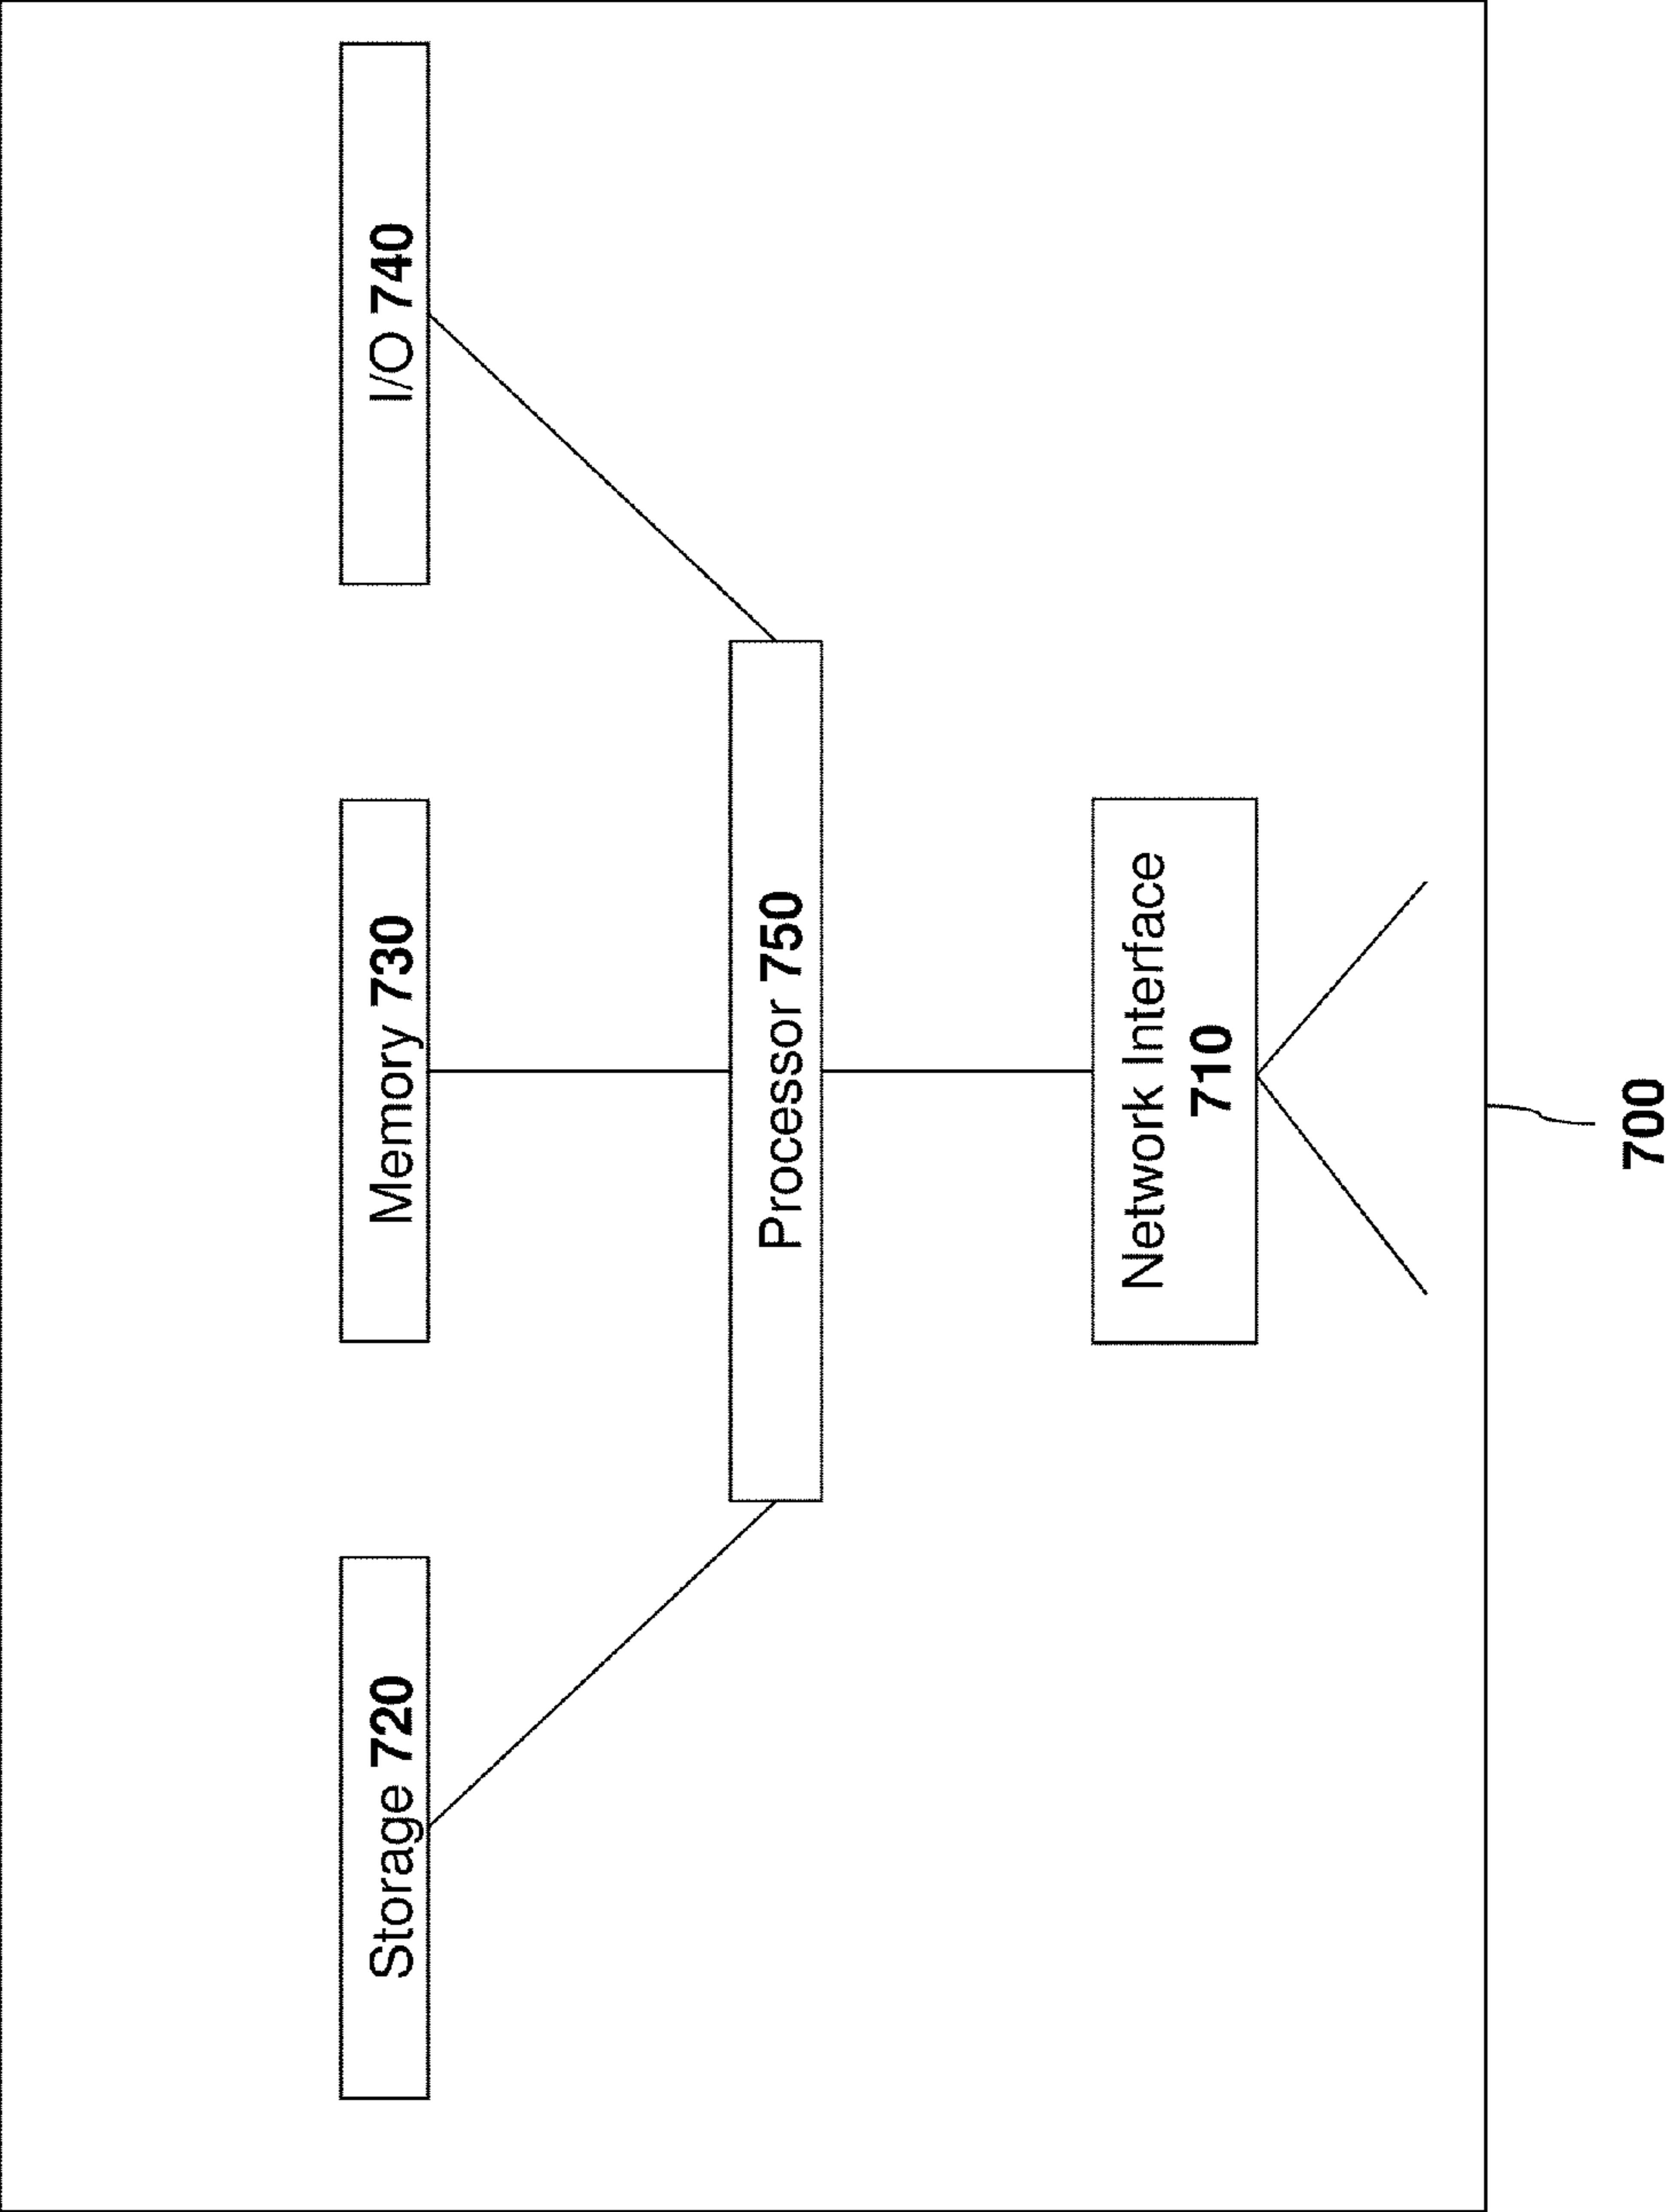 Storage 720
Memory 730
I/O 740
Processor 750
Network Interface
710
700